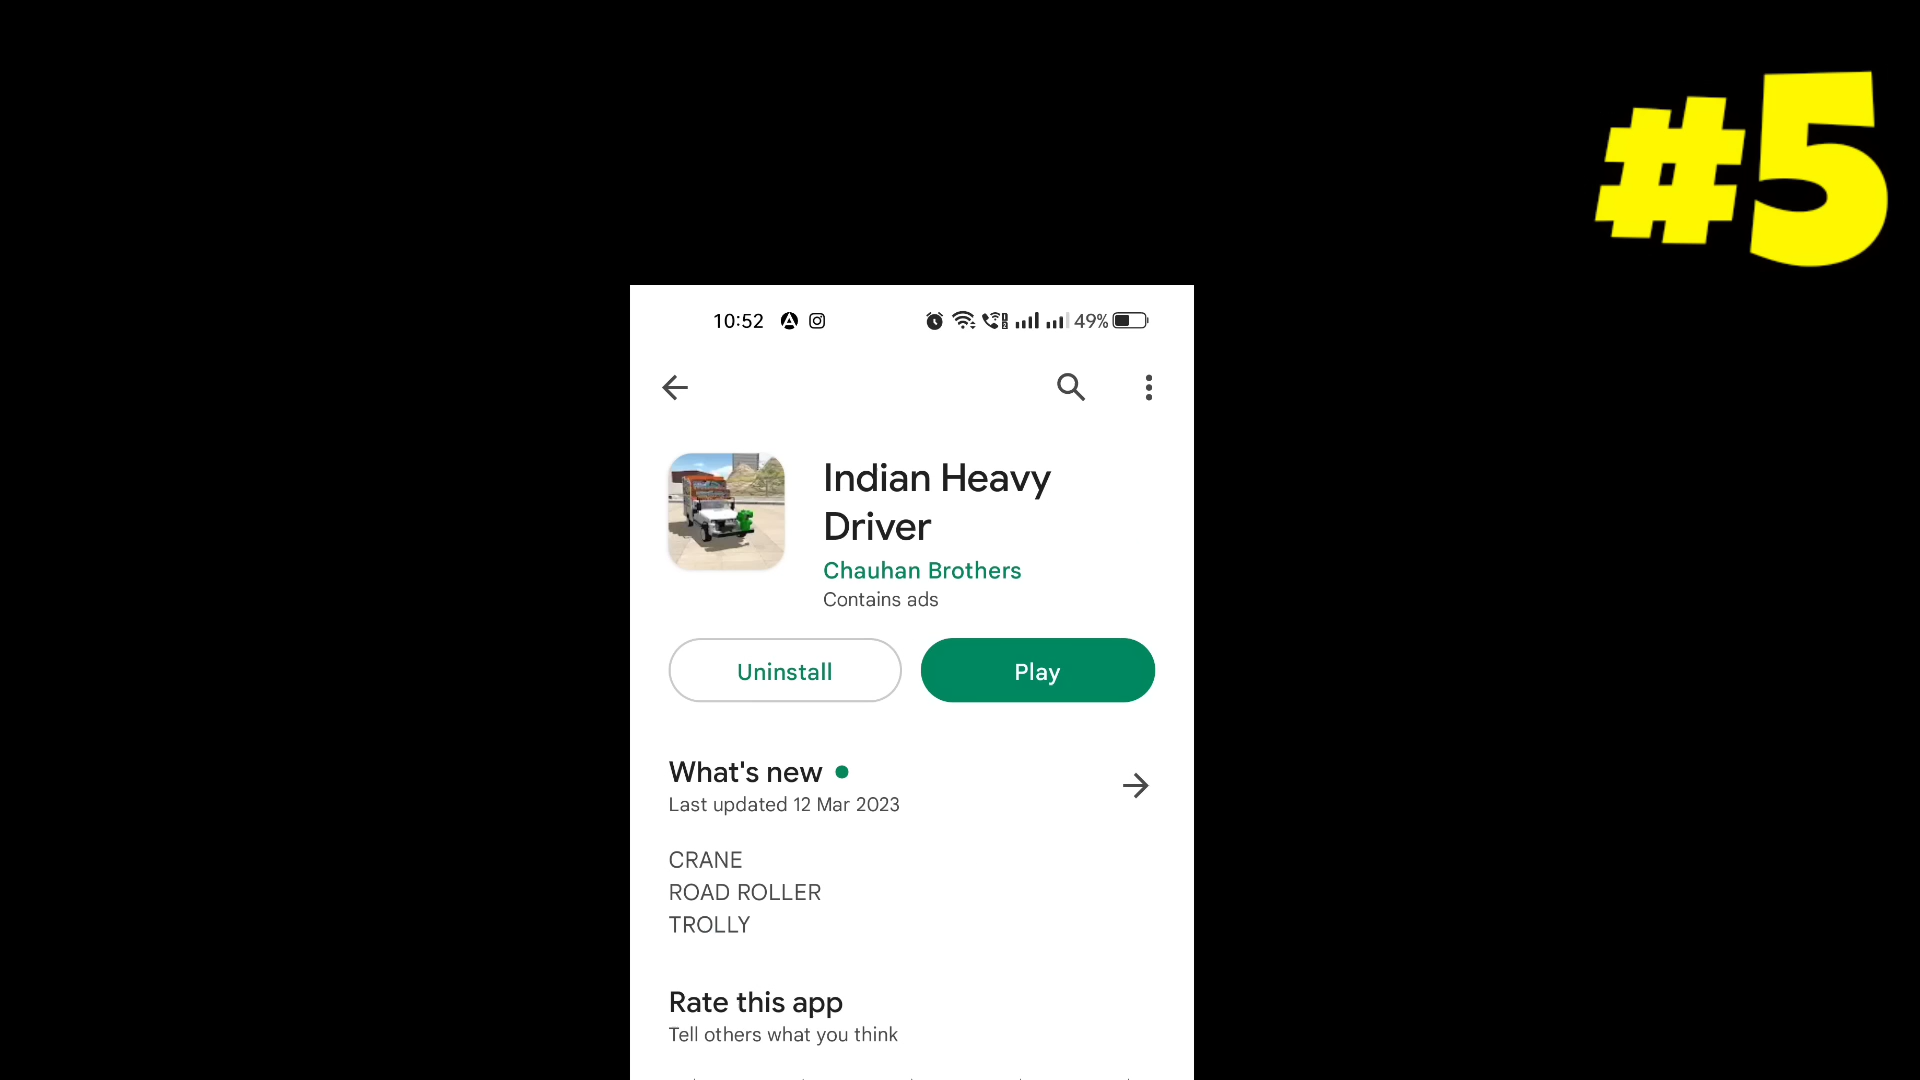 #5
10:52
49%
Indian Heavy
Driver
Chauhan Brothers
Contains ads
Uninstall
Play
What's new
Last updated 12 Mar 2023
CRANE
ROAD ROLLER
TROLLY
Rate this app
Tell others what you think